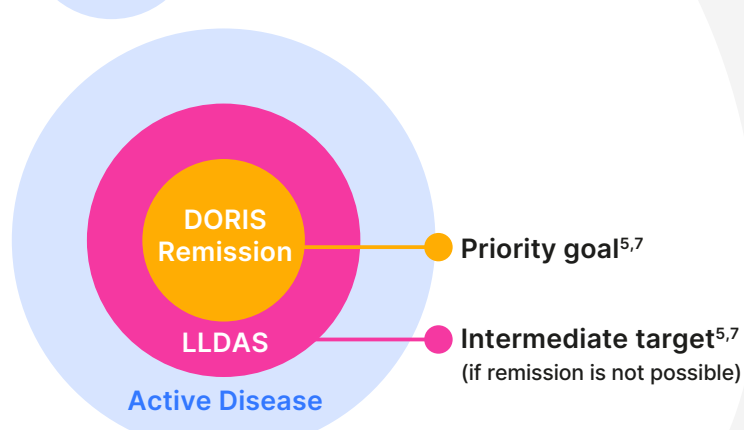 DORIS
Remission
Priority goal5,7
LLDAS
Intermediate target5,7
(if remission is not possible)
Active Disease